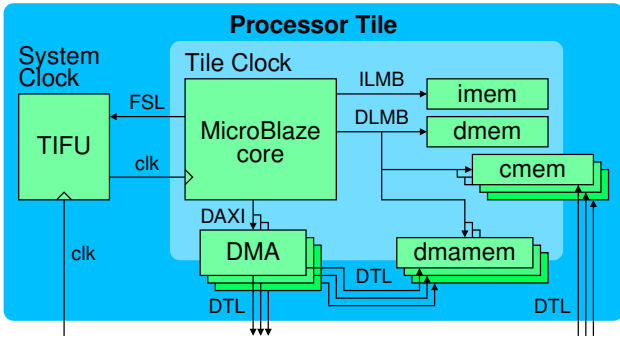 Processor Tile
System
Clock
Tile Clock
ILMB
imem
FSL
DLMB
dmem
TIFU
MicroBlaze
core
clk
cmem
DAXI
clk
DMA
dmamem
DTL
DTL
DTL